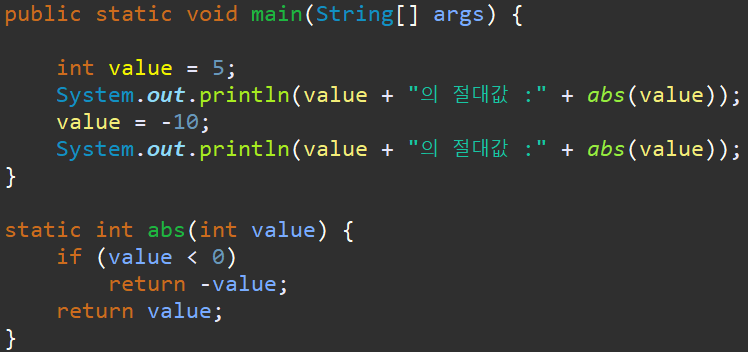 public static void main(String[] args) {
int value = 5;
System.out.println(value + "의 절대값 :" + abs(value));
value = -10;
System.out.println(value + "의 절대값 :" + abs(value));
}
static int abs(int value) {
if (value < 0)
return -value;
return value;
}